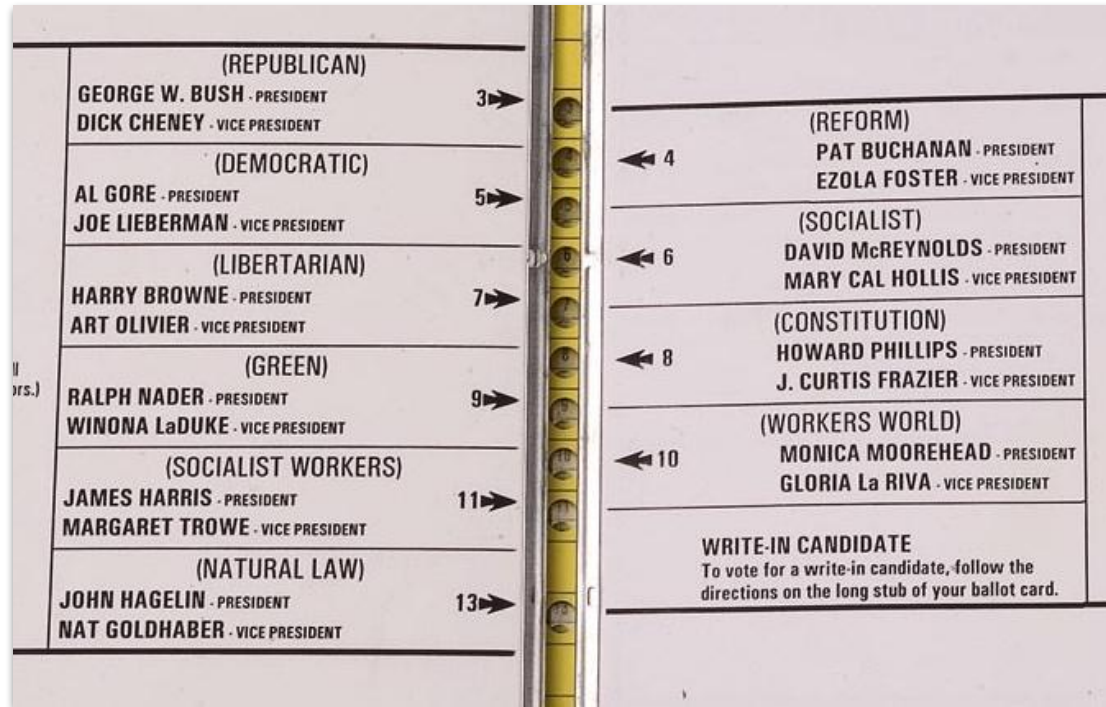 (REPUBLICAN)
GEORGE W. BUSH - PRESIDENT
DICK CHENEY - VICE PRESIDENT
3
(DEMOCRATIC)
AL GORE - PRESIDENT
JOE LIEBERMAN - VICE PRESIDENT
5
(LIBERTARIAN)
HARRY BROWNE - PRESIDENT
ART OLIVIER - VICE PRESIDENT
7
(GREEN)
RALPH NADER - PRESIDENT
WINONA LaDUKE - VICE PRESIDENT
9
(SOCIALIST WORKERS)
JAMES HARRIS - PRESIDENT
MARGARET TROWE - VICE PRESIDENT
11
(NATURAL LAW)
JOHN HAGELIN - PRESIDENT
NAT GOLDHABER - VICE PRESIDENT
13
ors.)
(REFORM)
PAT BUCHANAN - PRESIDENT
EZOLA FOSTER - VICE PRESIDENT
4
(SOCIALIST)
DAVID McREYNOLDS - PRESIDENT
MARY CAL HOLLIS - VICE PRESIDENT
6
(CONSTITUTION)
HOWARD PHILLIPS - PRESIDENT
J. CURTIS FRAZIER - VICE PRESIDENT
8
(WORKERS WORLD)
MONICA MOOREHEAD - PRESIDENT
GLORIA La RIVA - VICE PRESIDENT
10
WRITE-IN CANDIDATE
To vote for a write-in candidate, follow the
directions on the long stub of your ballot card.